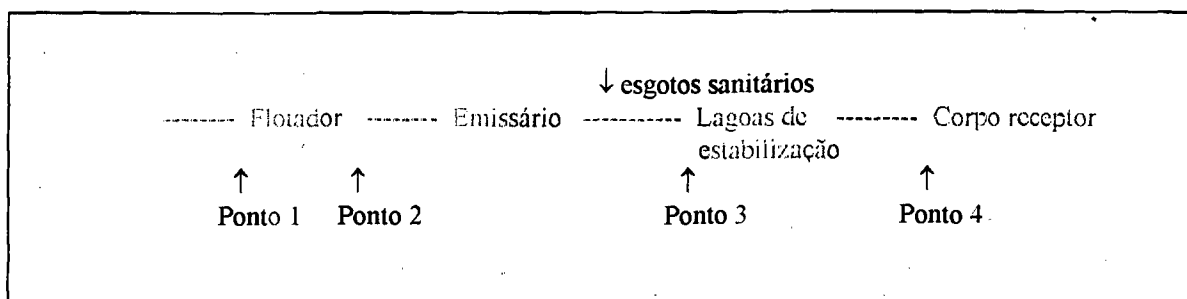 ↓ esgotos sanitários
--------- Flotador --------- Emissário ----------- Lagoas de --------- Corpo receptor
estabilização
↑ ↑ ↑ ↑
Ponto 1 Ponto 2 Ponto 3 Ponto 4